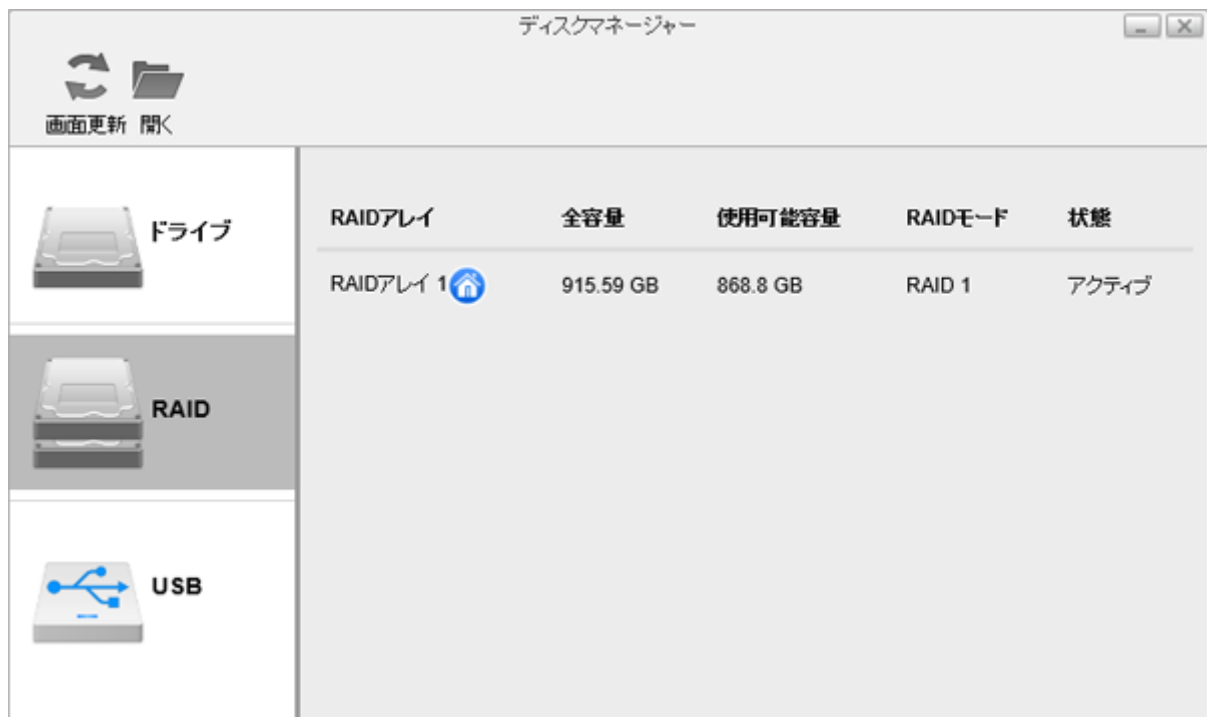 ディスクマネージャー
画面更新 開く
ドライブ
RAID
USB
RAIDアレイ 全容量 使用可能容量 RAIDモード 状態
RAIDアレイ 1 915.59 GB 868.8 GB RAID 1 アクティブ